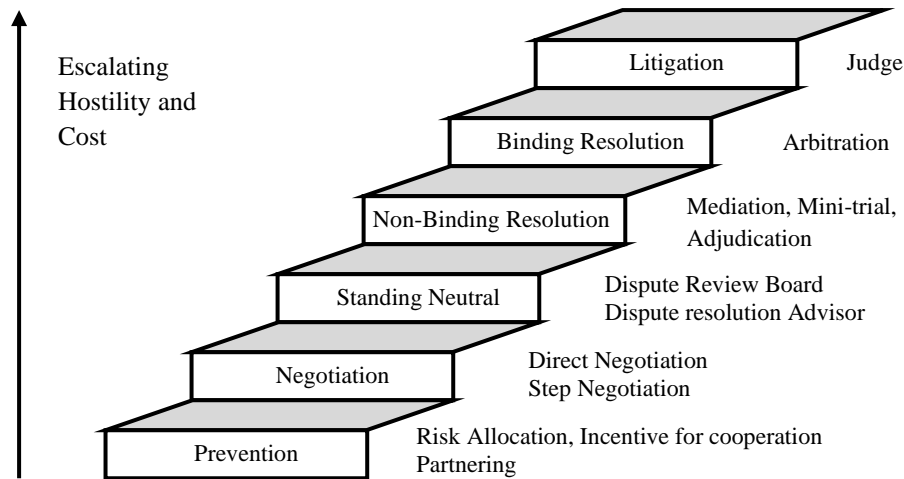 Escalating
Hostility and
Cost
Litigation
Judge
Binding Resolution
Arbitration
Non-Binding Resolution
Mediation, Mini-trial,
Adjudication
Standing Neutral
Dispute Review Board
Dispute resolution Advisor
Negotiation
Direct Negotiation
Step Negotiation
Prevention
Risk Allocation, Incentive for cooperation
Partnering